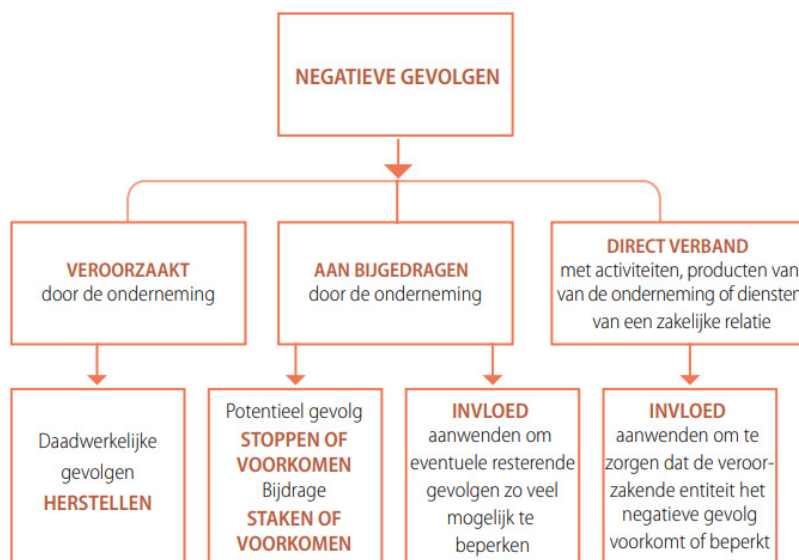 NEGATIEVE GEVOLGEN
VEROORZAAKT
door de onderneming
AAN BIJGEDRAGEN
door de onderneming
DIRECT VERBAND
met activiteiten, producten van
van de onderneming of diensten
van een zakelijke relatie
Daadwerkelijke
gevolgen
HERSTELLEN
Potentieel gevolg
STOPPEN OF
VOORKOMEN
Bijdrage
STAKEN OF
VOORKOMEN
INVLOED
aanwenden om
eventuele resterende
gevolgen zo veel
mogelijk te
beperken
INVLOED
aanwenden om te
zorgen dat de veroor-
zakende entiteit het
negatieve gevolg
voorkomt of beperkt